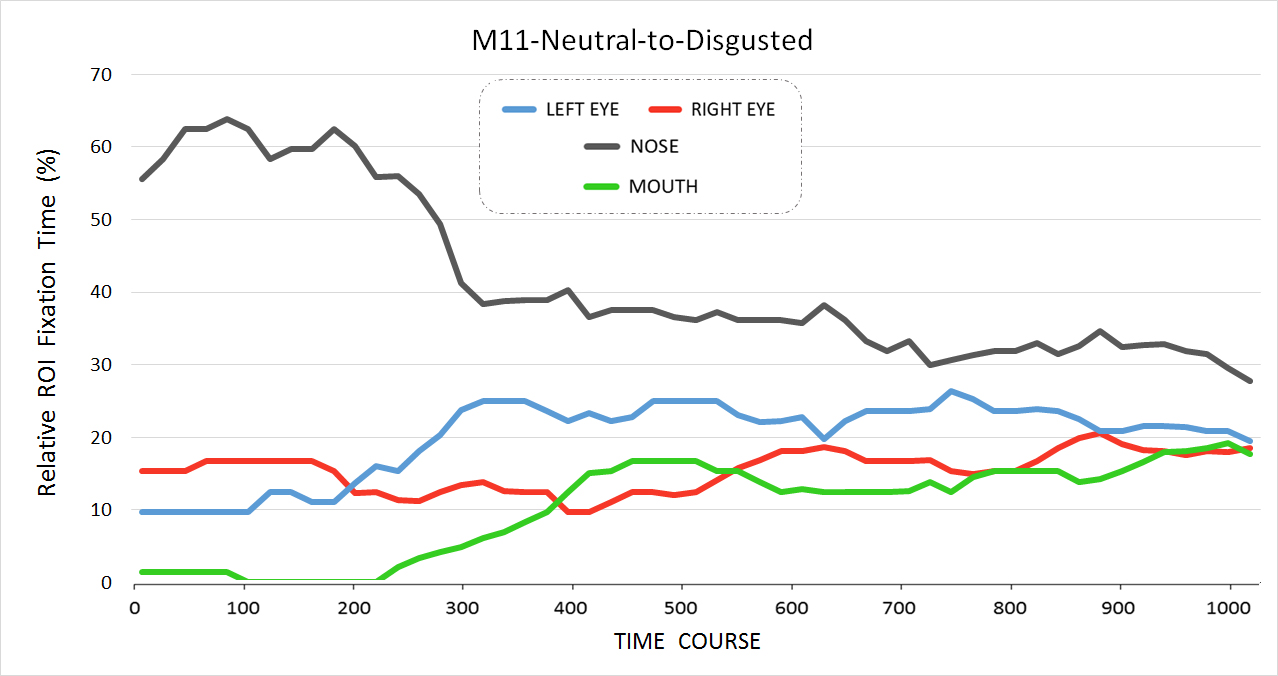 M11-Neutral-to-Disgusted
70
60
50
40
30
20
10
0
Relative ROI Fixation Time (%)
LEFT EYE RIGHT EYE
NOSE
MOUTH
0 100 200 300 400 500 600 700 800 900 1000
TIME COURSE